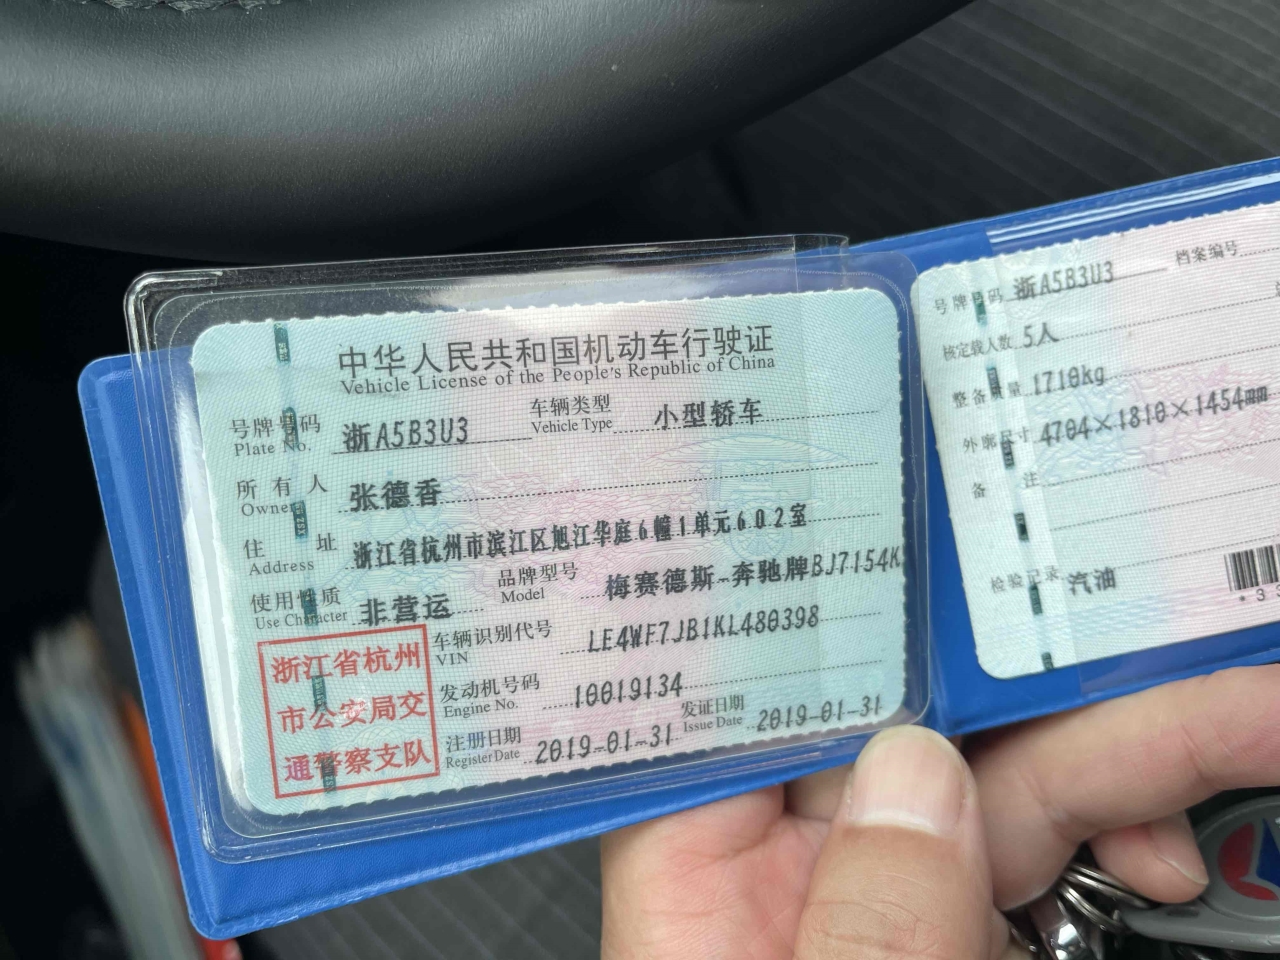 中华人民共和国机动车行驶证
Vehicle License of the People's Republic of China
号牌号码 浙A5B3U3 车辆类型 小型轿车
Plate No. Vehicle Type
所有人 张德香
Owner
住址 浙江省杭州市滨江区旭江华庭6幢1单元602室
Address
使用性质 非营运 品牌型号 梅赛德斯-奔驰牌BJ7154K
Use Character Model
浙江省杭州
市公安局交
通警察支队
车辆识别代号 LE4WF7JB1KL480398
VIN
发动机号码 10019134
Engine No.
注册日期 2019-01-31 发证日期 2019-01-31
Register Date Issue Date
号牌号码 浙A5B3U3 档案编号
核定载人数 5人
整备质量 1710kg
外廓尺寸 4704×1810×1454mm
备注
检验记录 汽油